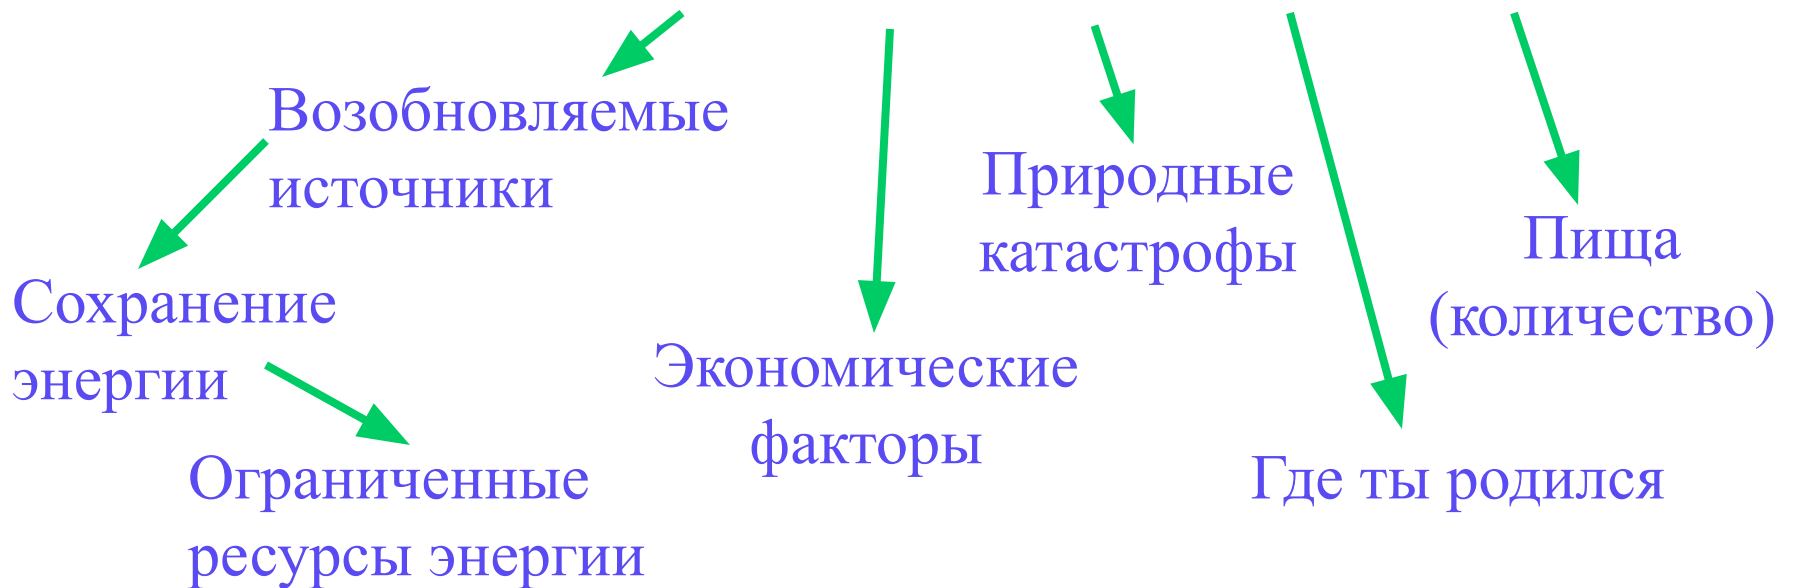 Возобновляемые
источники
Природные
катастрофы
Пища
(количество)
Сохранение
энергии
Экономические
факторы
Ограниченные
ресурсы энергии
Где ты родился